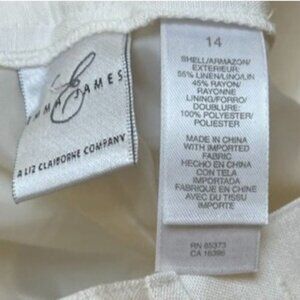 EMMA JAMES
A LIZ CLAIBORNE COMPANY
14
SHELL/ARMAZON/
EXTERIEUR:
55% LINEN/LINO/LIN
45% RAYON/
RAYONNE
LINING/FORRO/
DOUBLURE:
100% POLYESTER/
POLIESTER
MADE IN CHINA
WITH IMPORTED
FABRIC
HECHO EN CHINA
CON TELA
IMPORTADA
FABRIQUE EN CHINE
AVEC DU TISSU
IMPORTE
RN 85373
CA 16396